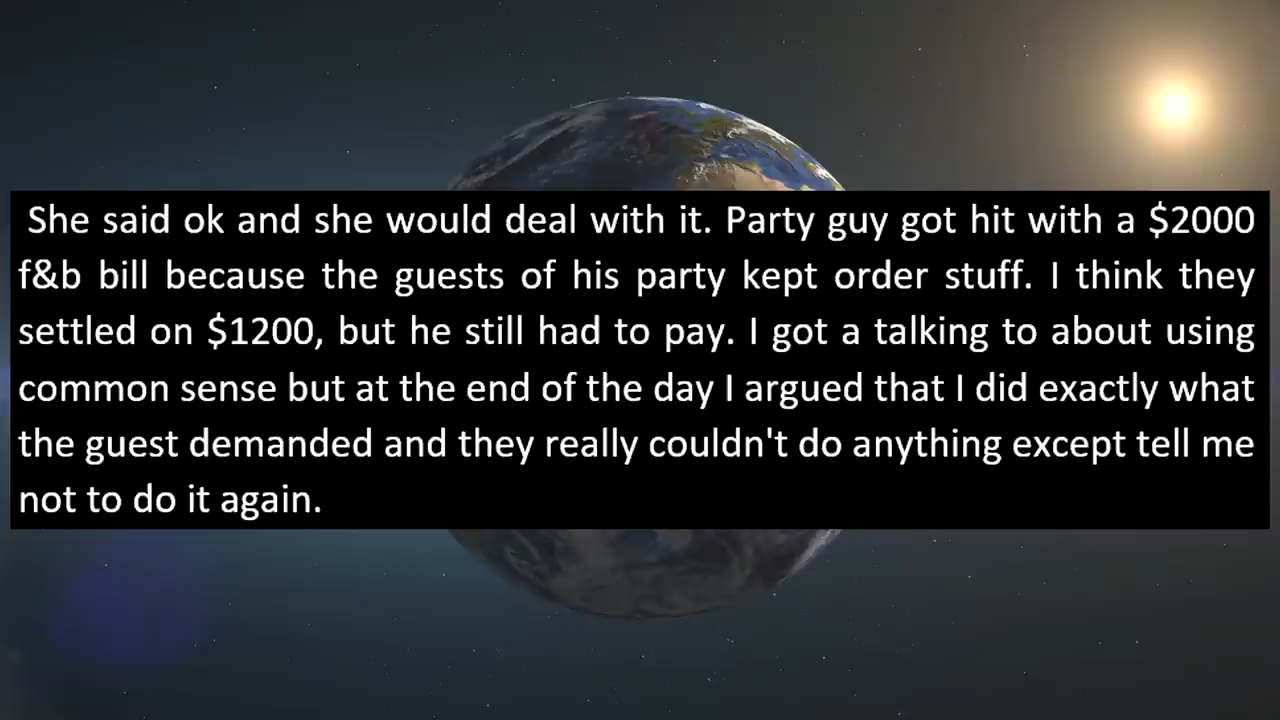 She said ok and she would deal with it. Party guy got hit with a $2000
f&b bill because the guests of his party kept order stuff. I think they
settled on $1200, but he still had to pay. I got a talking to about using
common sense but at the end of the day I argued that I did exactly what
the guest demanded and they really couldn't do anything except tell me
not to do it again.